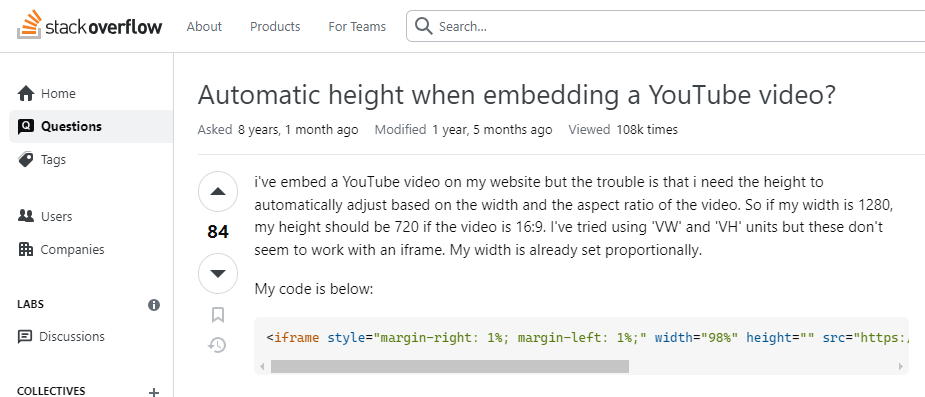 stackoverflow About Products For Teams Search...
Home
Questions
Tags
Users
Companies
LABS
Discussions
COLLECTIVES
Automatic height when embedding a YouTube video?
Asked 8 years, 1 month ago Modified 1 year, 5 months ago Viewed 108k times
84
i've embed a YouTube video on my website but the trouble is that i need the height to
automatically adjust based on the width and the aspect ratio of the video. So if my width is 1280,
my height should be 720 if the video is 16:9. I've tried using 'VW' and 'VH' units but these don't
seem to work with an iframe. My width is already set proportionally.
My code is below:
<iframe style="margin-right: 1%; margin-left: 1%;" width="98%" height="" src="https:/